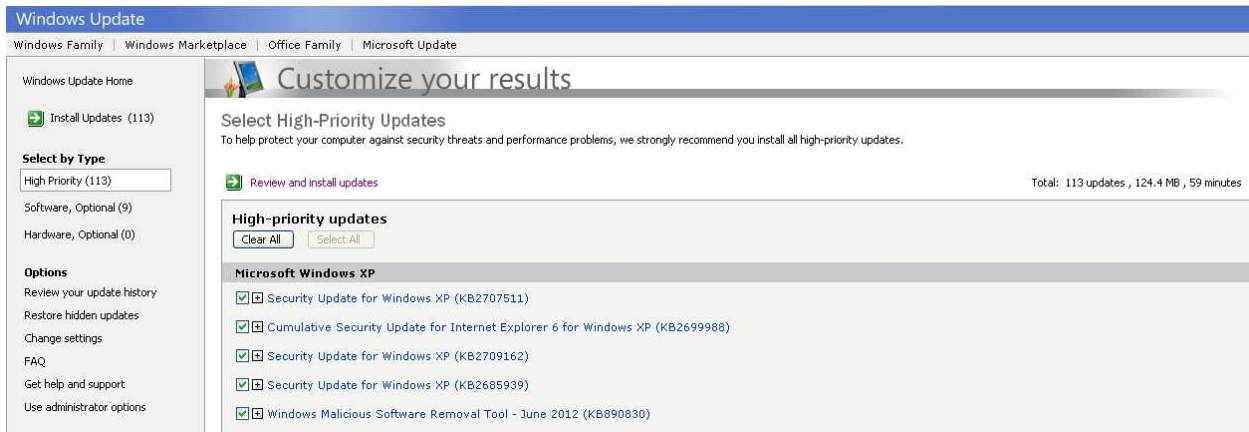 Windows Update
Windows Family | Windows Marketplace | Office Family | Microsoft Update
Windows Update Home
Install Updates (113)
Select by Type
High Priority (113)
Software, Optional (9)
Hardware, Optional (0)
Options
Review your update history
Restore hidden updates
Change settings
FAQ
Get help and support
Use administrator options
Customize your results
Select High-Priority Updates
To help protect your computer against security threats and performance problems, we strongly recommend you install all high-priority updates.
Review and install updates
Total: 113 updates , 124.4 MB , 59 minutes
High-priority updates
Clear All Select All
Microsoft Windows XP
Security Update for Windows XP (KB2707511)
Cumulative Security Update for Internet Explorer 6 for Windows XP (KB2699988)
Security Update for Windows XP (KB2709162)
Security Update for Windows XP (KB2685939)
Windows Malicious Software Removal Tool - June 2012 (KB890830)